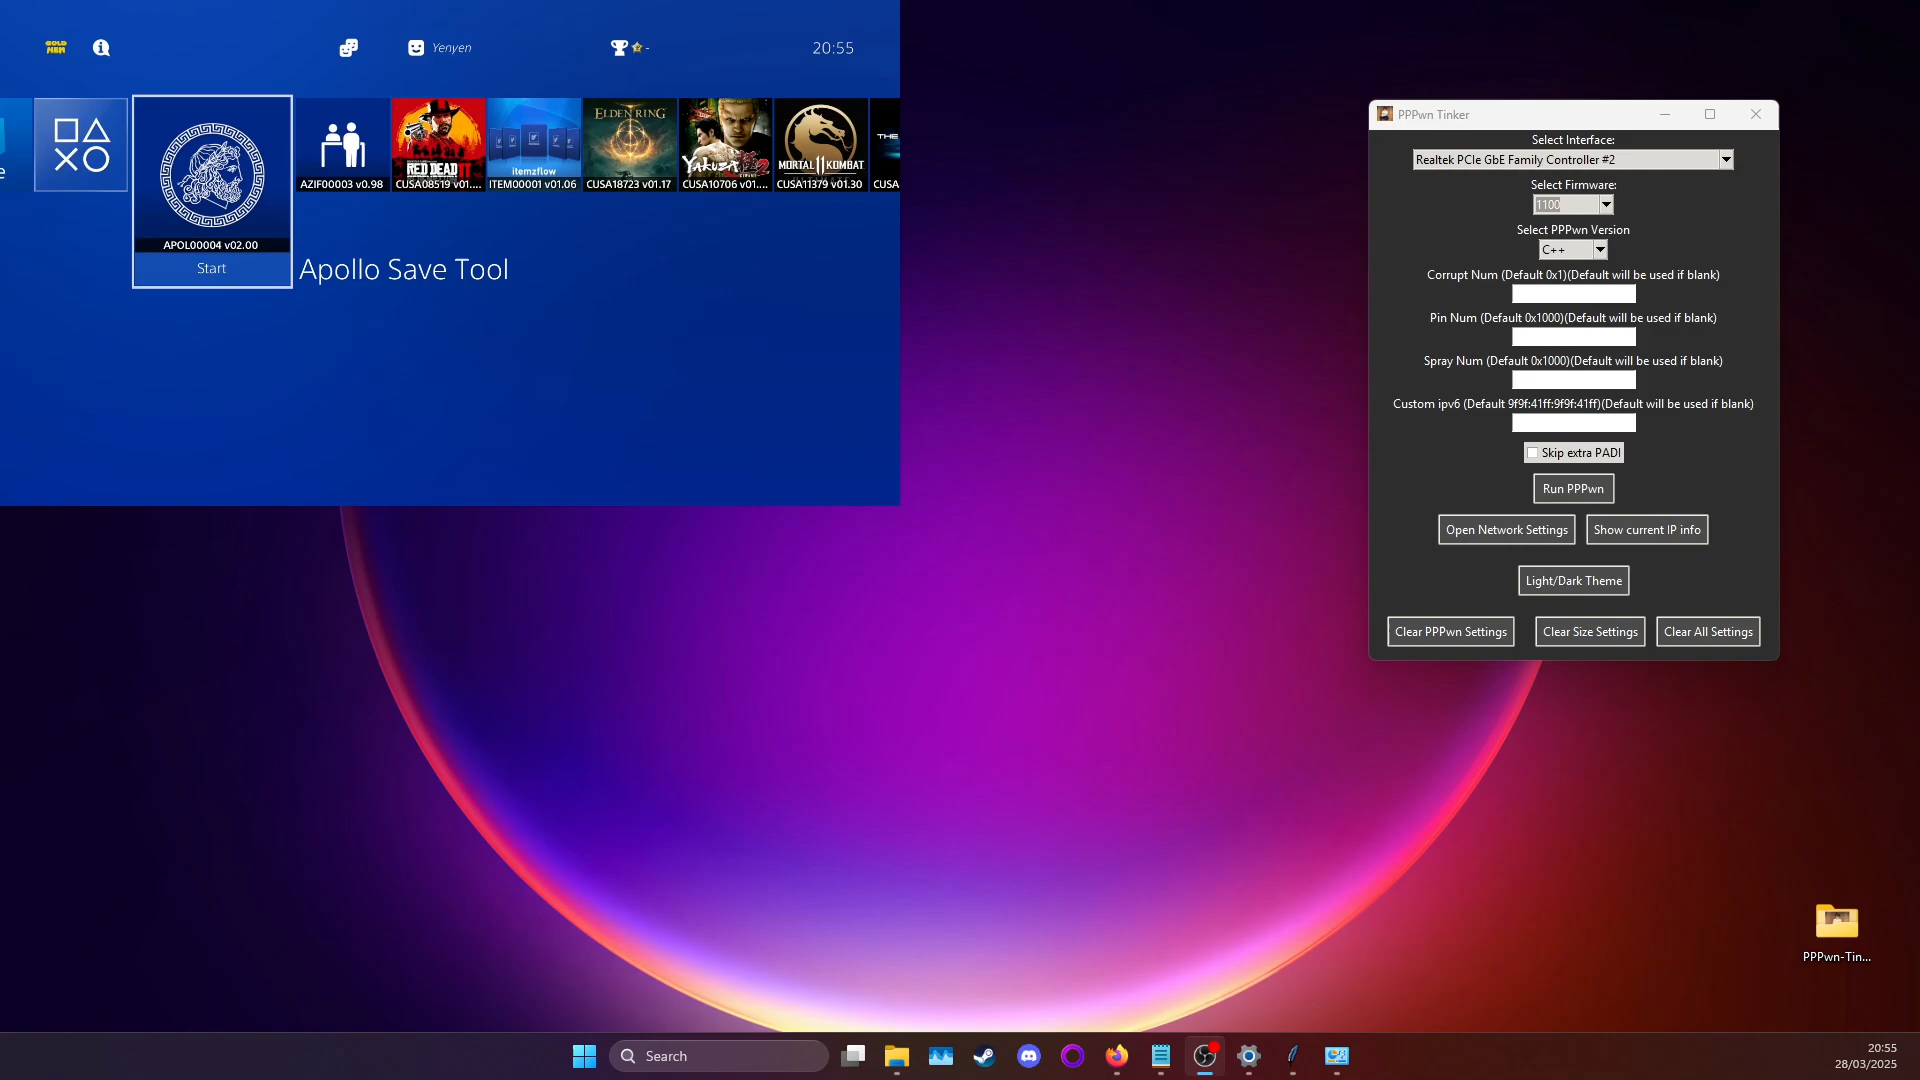 GOLD
HEN
Yenyen
-
20:55
e
APOL00004 v02.00
Start
Apollo Save Tool
AZIF00003 v0.98
RED DEAD
CUSA08519 v01....
itemzflow
ITEM00001 v01.06
ELDEN RING
CUSA18723 v01.17
Yakuza 2
CUSA10706 v01....
MORTAL KOMBAT
11
CUSA11379 v01.30
THE
CUSA
PPPwn Tinker
Select Interface:
Realtek PCIe GbE Family Controller #2
Select Firmware:
1100
Select PPPwn Version
C++
Corrupt Num (Default 0x1)(Default will be used if blank)
Pin Num (Default 0x1000)(Default will be used if blank)
Spray Num (Default 0x1000)(Default will be used if blank)
Custom ipv6 (Default 9f9f:41ff:9f9f:41ff)(Default will be used if blank)
Skip extra PADI
Run PPPwn
Open Network Settings
Show current IP info
Light/Dark Theme
Clear PPPwn Settings
Clear Size Settings
Clear All Settings
PPPwn-Tin...
Search
20:55
28/03/2025